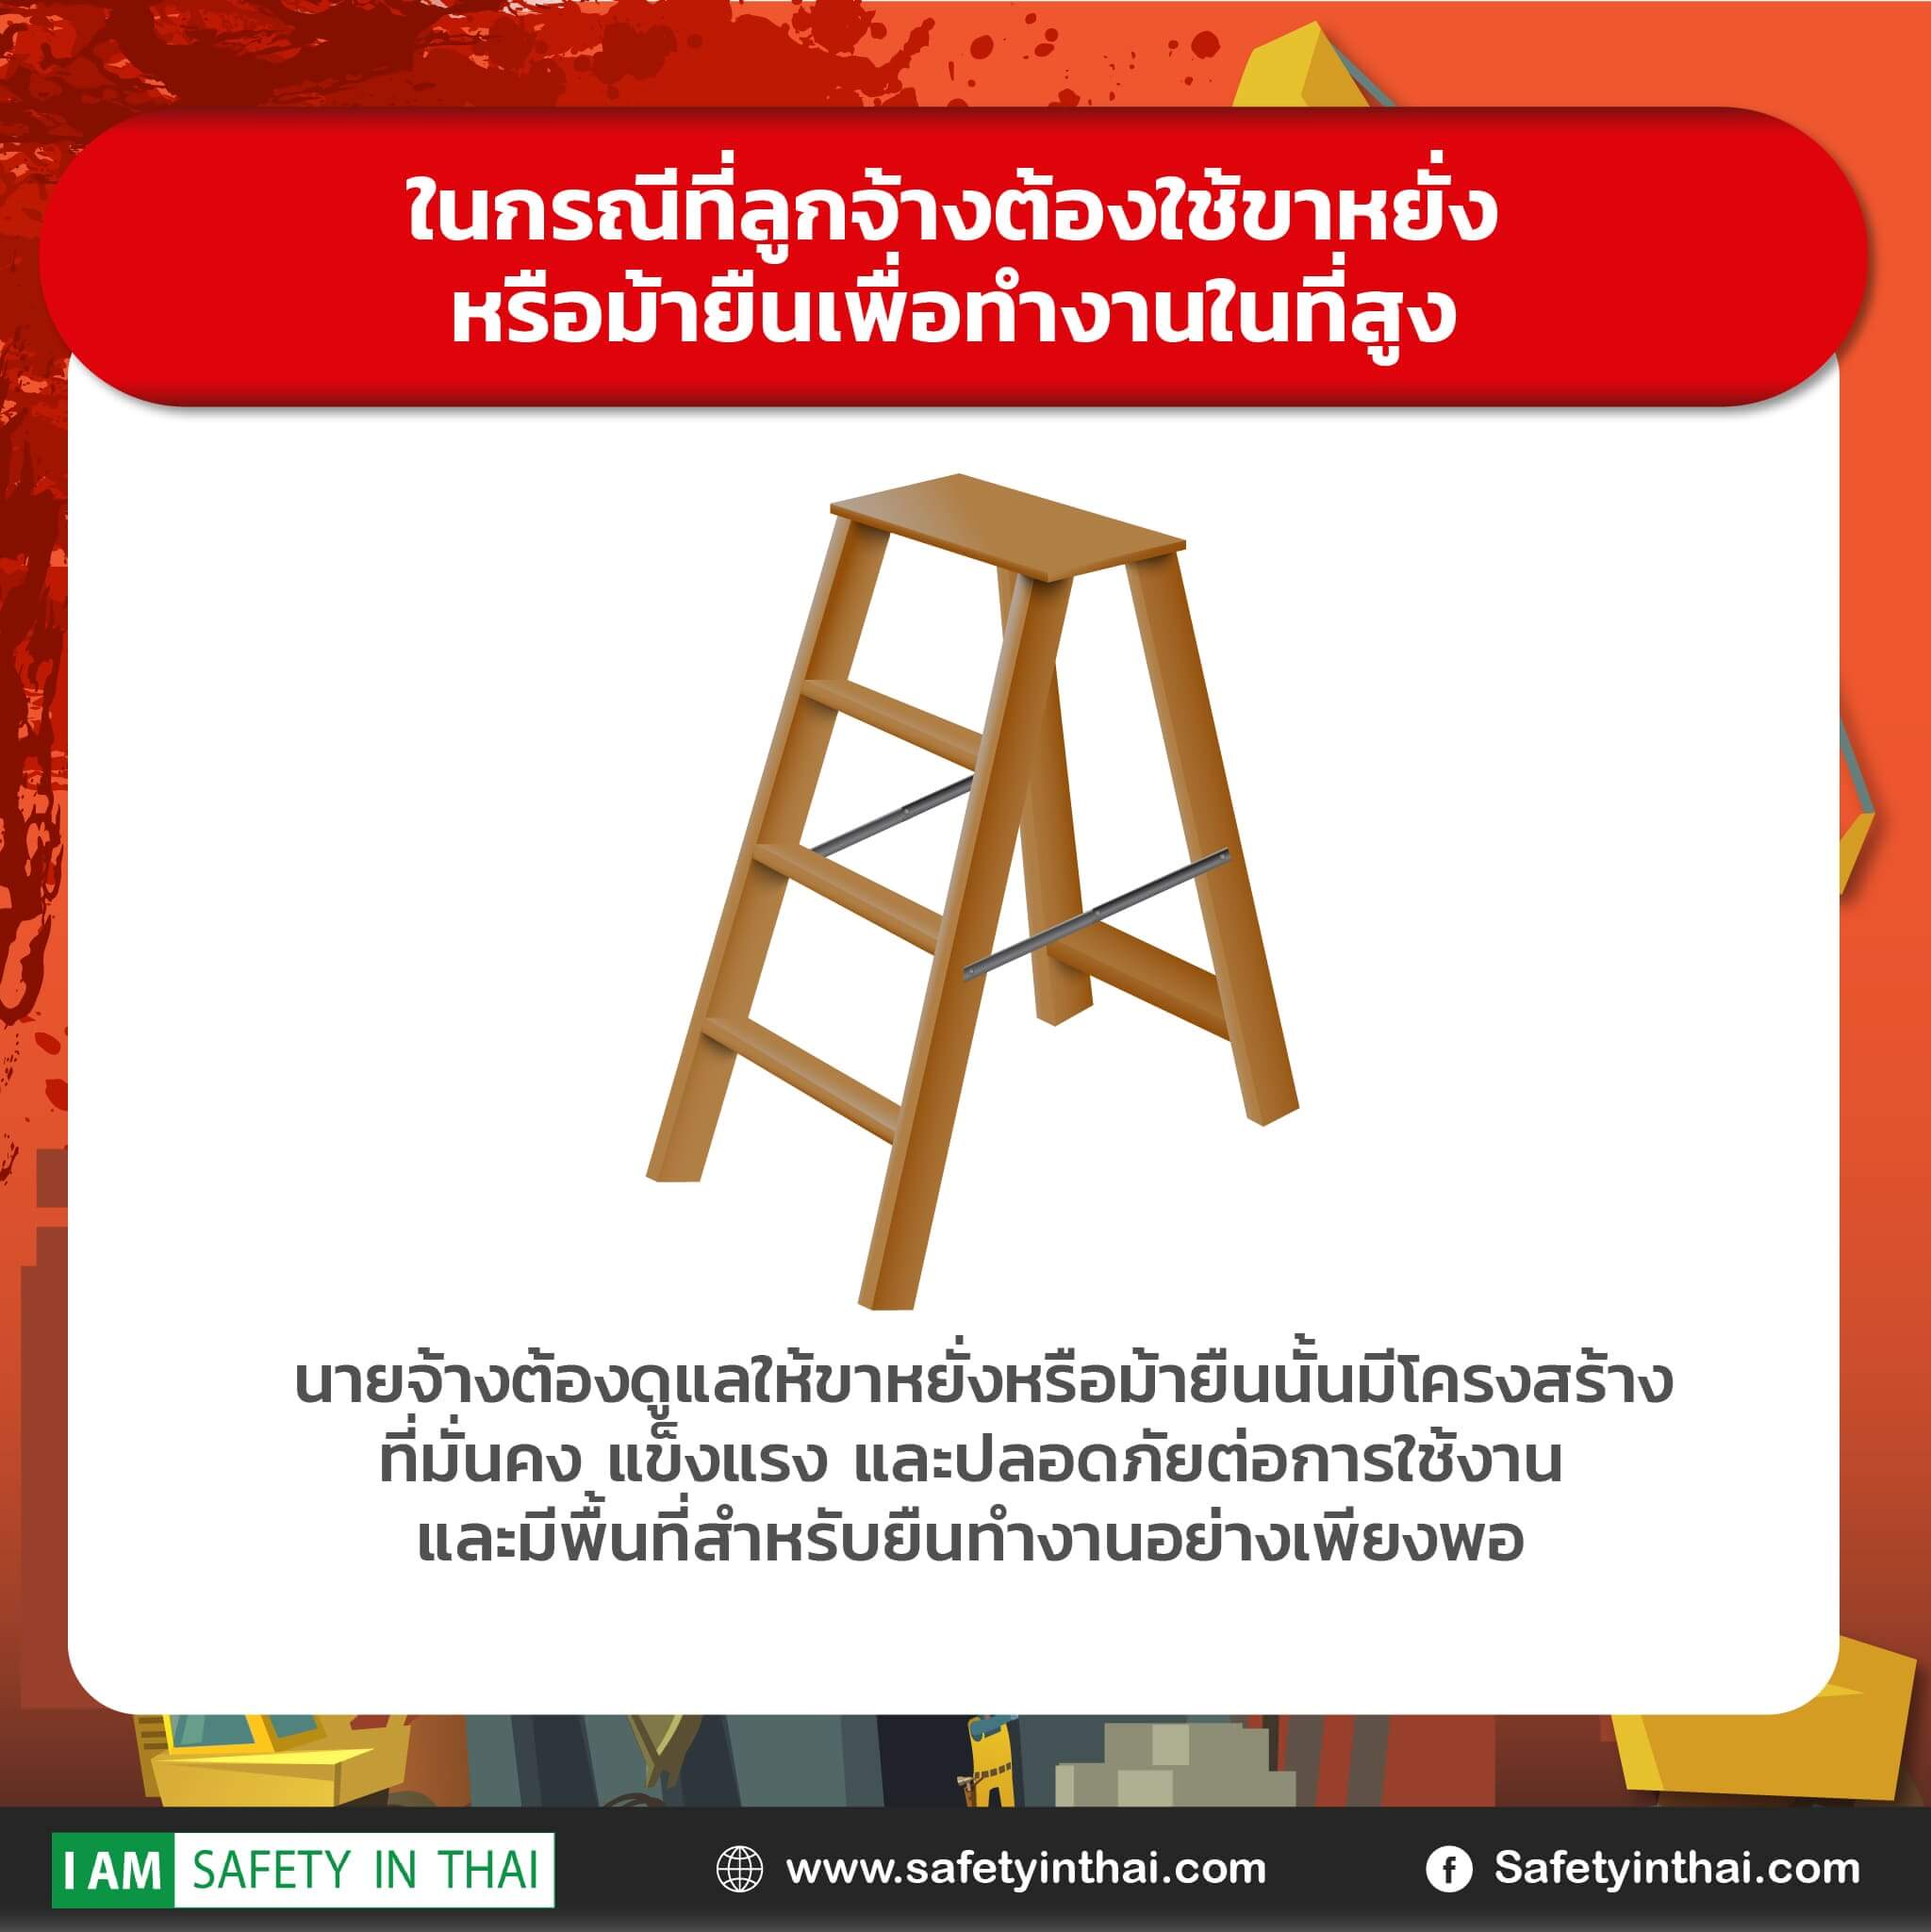 ในกรณีที่ลูกจ้างต้องใช้ขาหยั่ง
หรือม้ายืนเพื่อทำงานในที่สูง
นายจ้างต้องดูแลให้ขาหยั่งหรือม้ายืนนั้นมีโครงสร้าง
ที่มั่นคง แข็งแรง และปลอดภัยต่อการใช้งาน
และมีพื้นที่สำหรับยืนทำงานอย่างเพียงพอ
I AM SAFETY IN THAI
www.safetyinthai.com
Safetyinthai.com